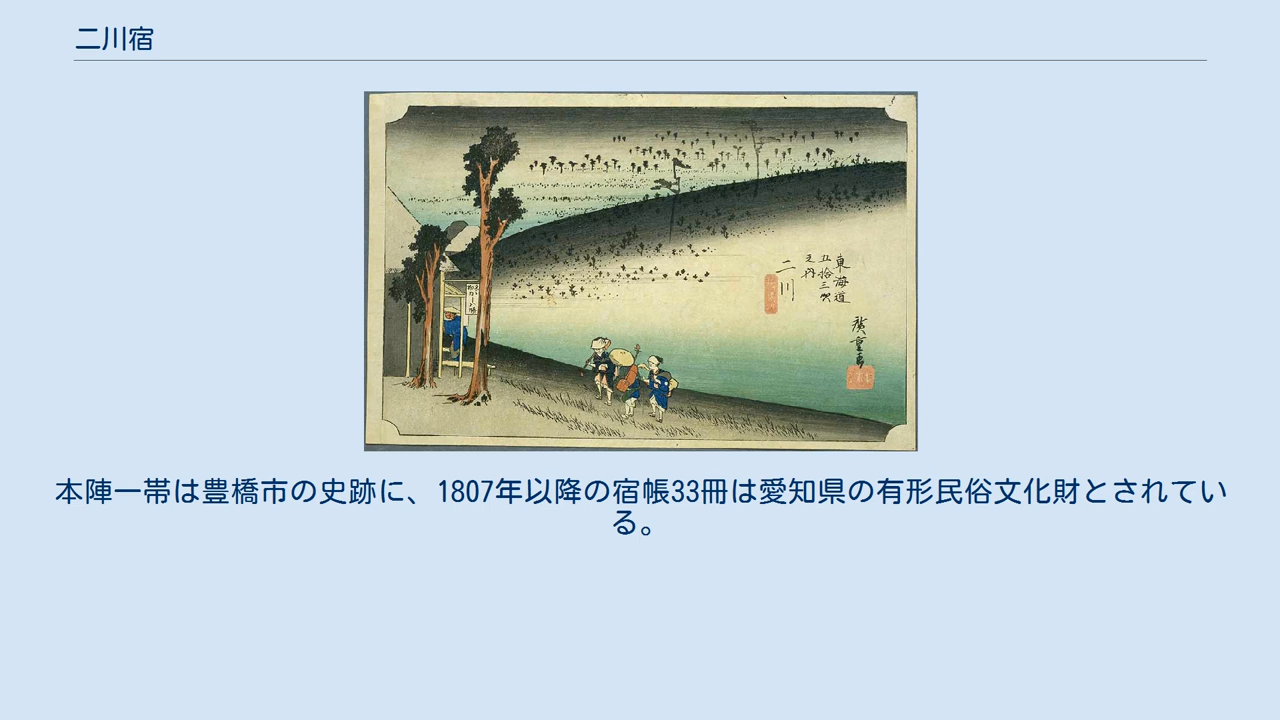 二川宿
東海道
五拾三次
之内
二川
廣重画
本陣一帯は豊橋市の史跡に、1807年以降の宿帳33冊は愛知県の有形民俗文化財とされてい
る。